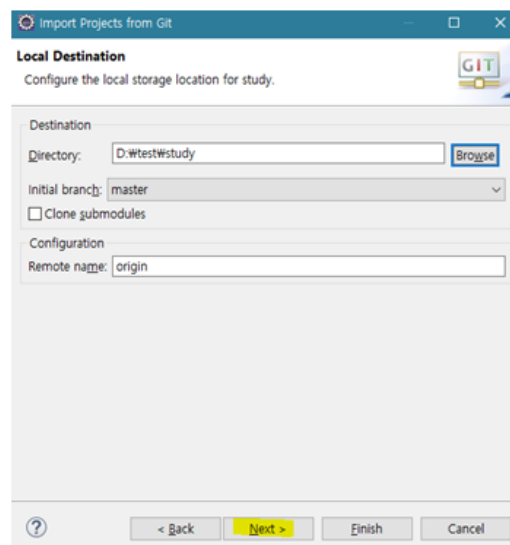 Import Projects from Git
Local Destination
Configure the local storage location for study.
GIT
Destination
Directory: D:₩test₩study Browse
Initial branch: master
Clone submodules
Configuration
Remote name: origin
? < Back Next > Finish Cancel